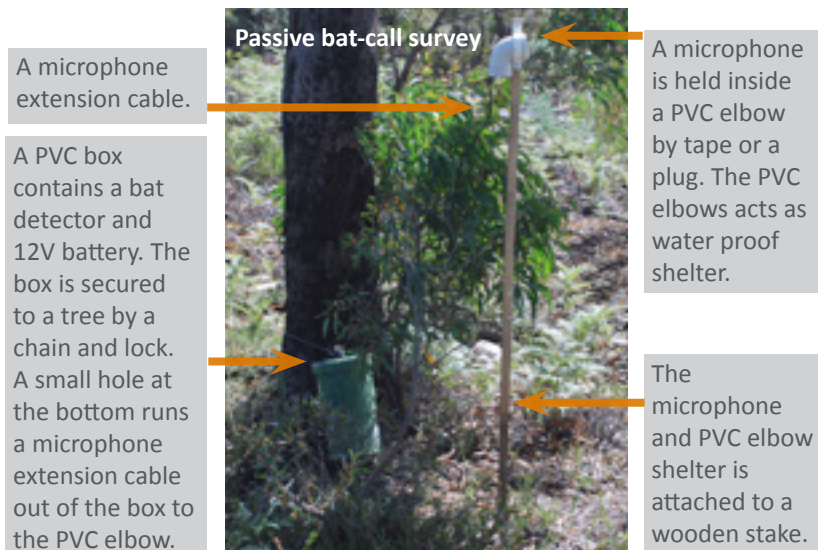 Passive bat-call survey
A microphone
extension cable.
A PVC box
contains a bat
detector and
12V battery. The
box is secured
to a tree by a
chain and lock.
A small hole at
the bottom runs
a microphone
extension cable
out of the box to
the PVC elbow.
A microphone
is held inside
a PVC elbow
by tape or a
plug. The PVC
elbows acts as
water proof
shelter.
The
microphone
and PVC elbow
shelter is
attached to a
wooden stake.